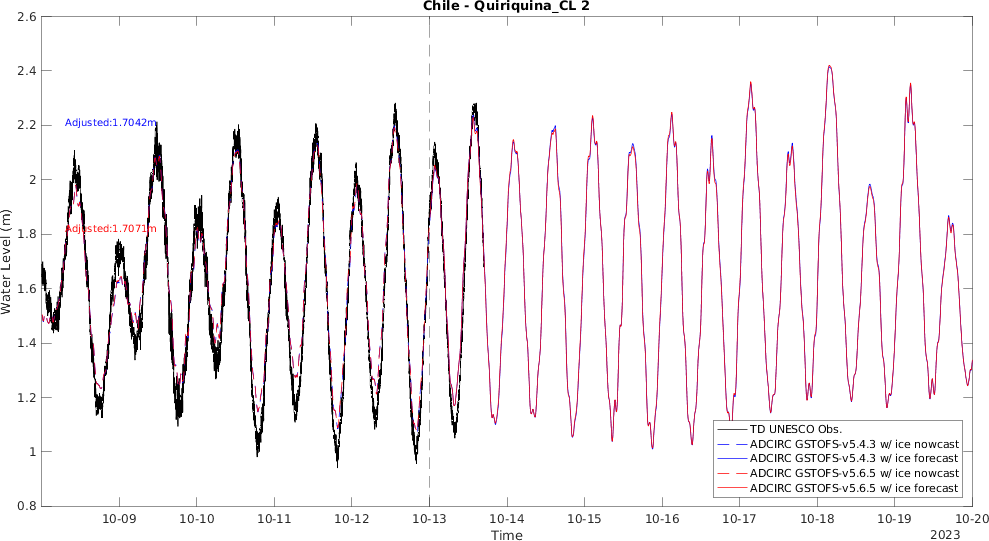 Chile - Quiriquina_CL 2
2.6
2.4
2.2
2
1.8
1.6
1.4
1.2
1
0.8
Water Level (m)
Adjusted:1.7042m
Adjusted:1.7071m
TD UNESCO Obs.
ADCIRC GSTOFS-v5.4.3 w/ ice nowcast
ADCIRC GSTOFS-v5.4.3 w/ ice forecast
ADCIRC GSTOFS-v5.6.5 w/ ice nowcast
ADCIRC GSTOFS-v5.6.5 w/ ice forecast
10-09 10-10 10-11 10-12 10-13 10-14 10-15 10-16 10-17 10-18 10-19 10-20
Time
2023